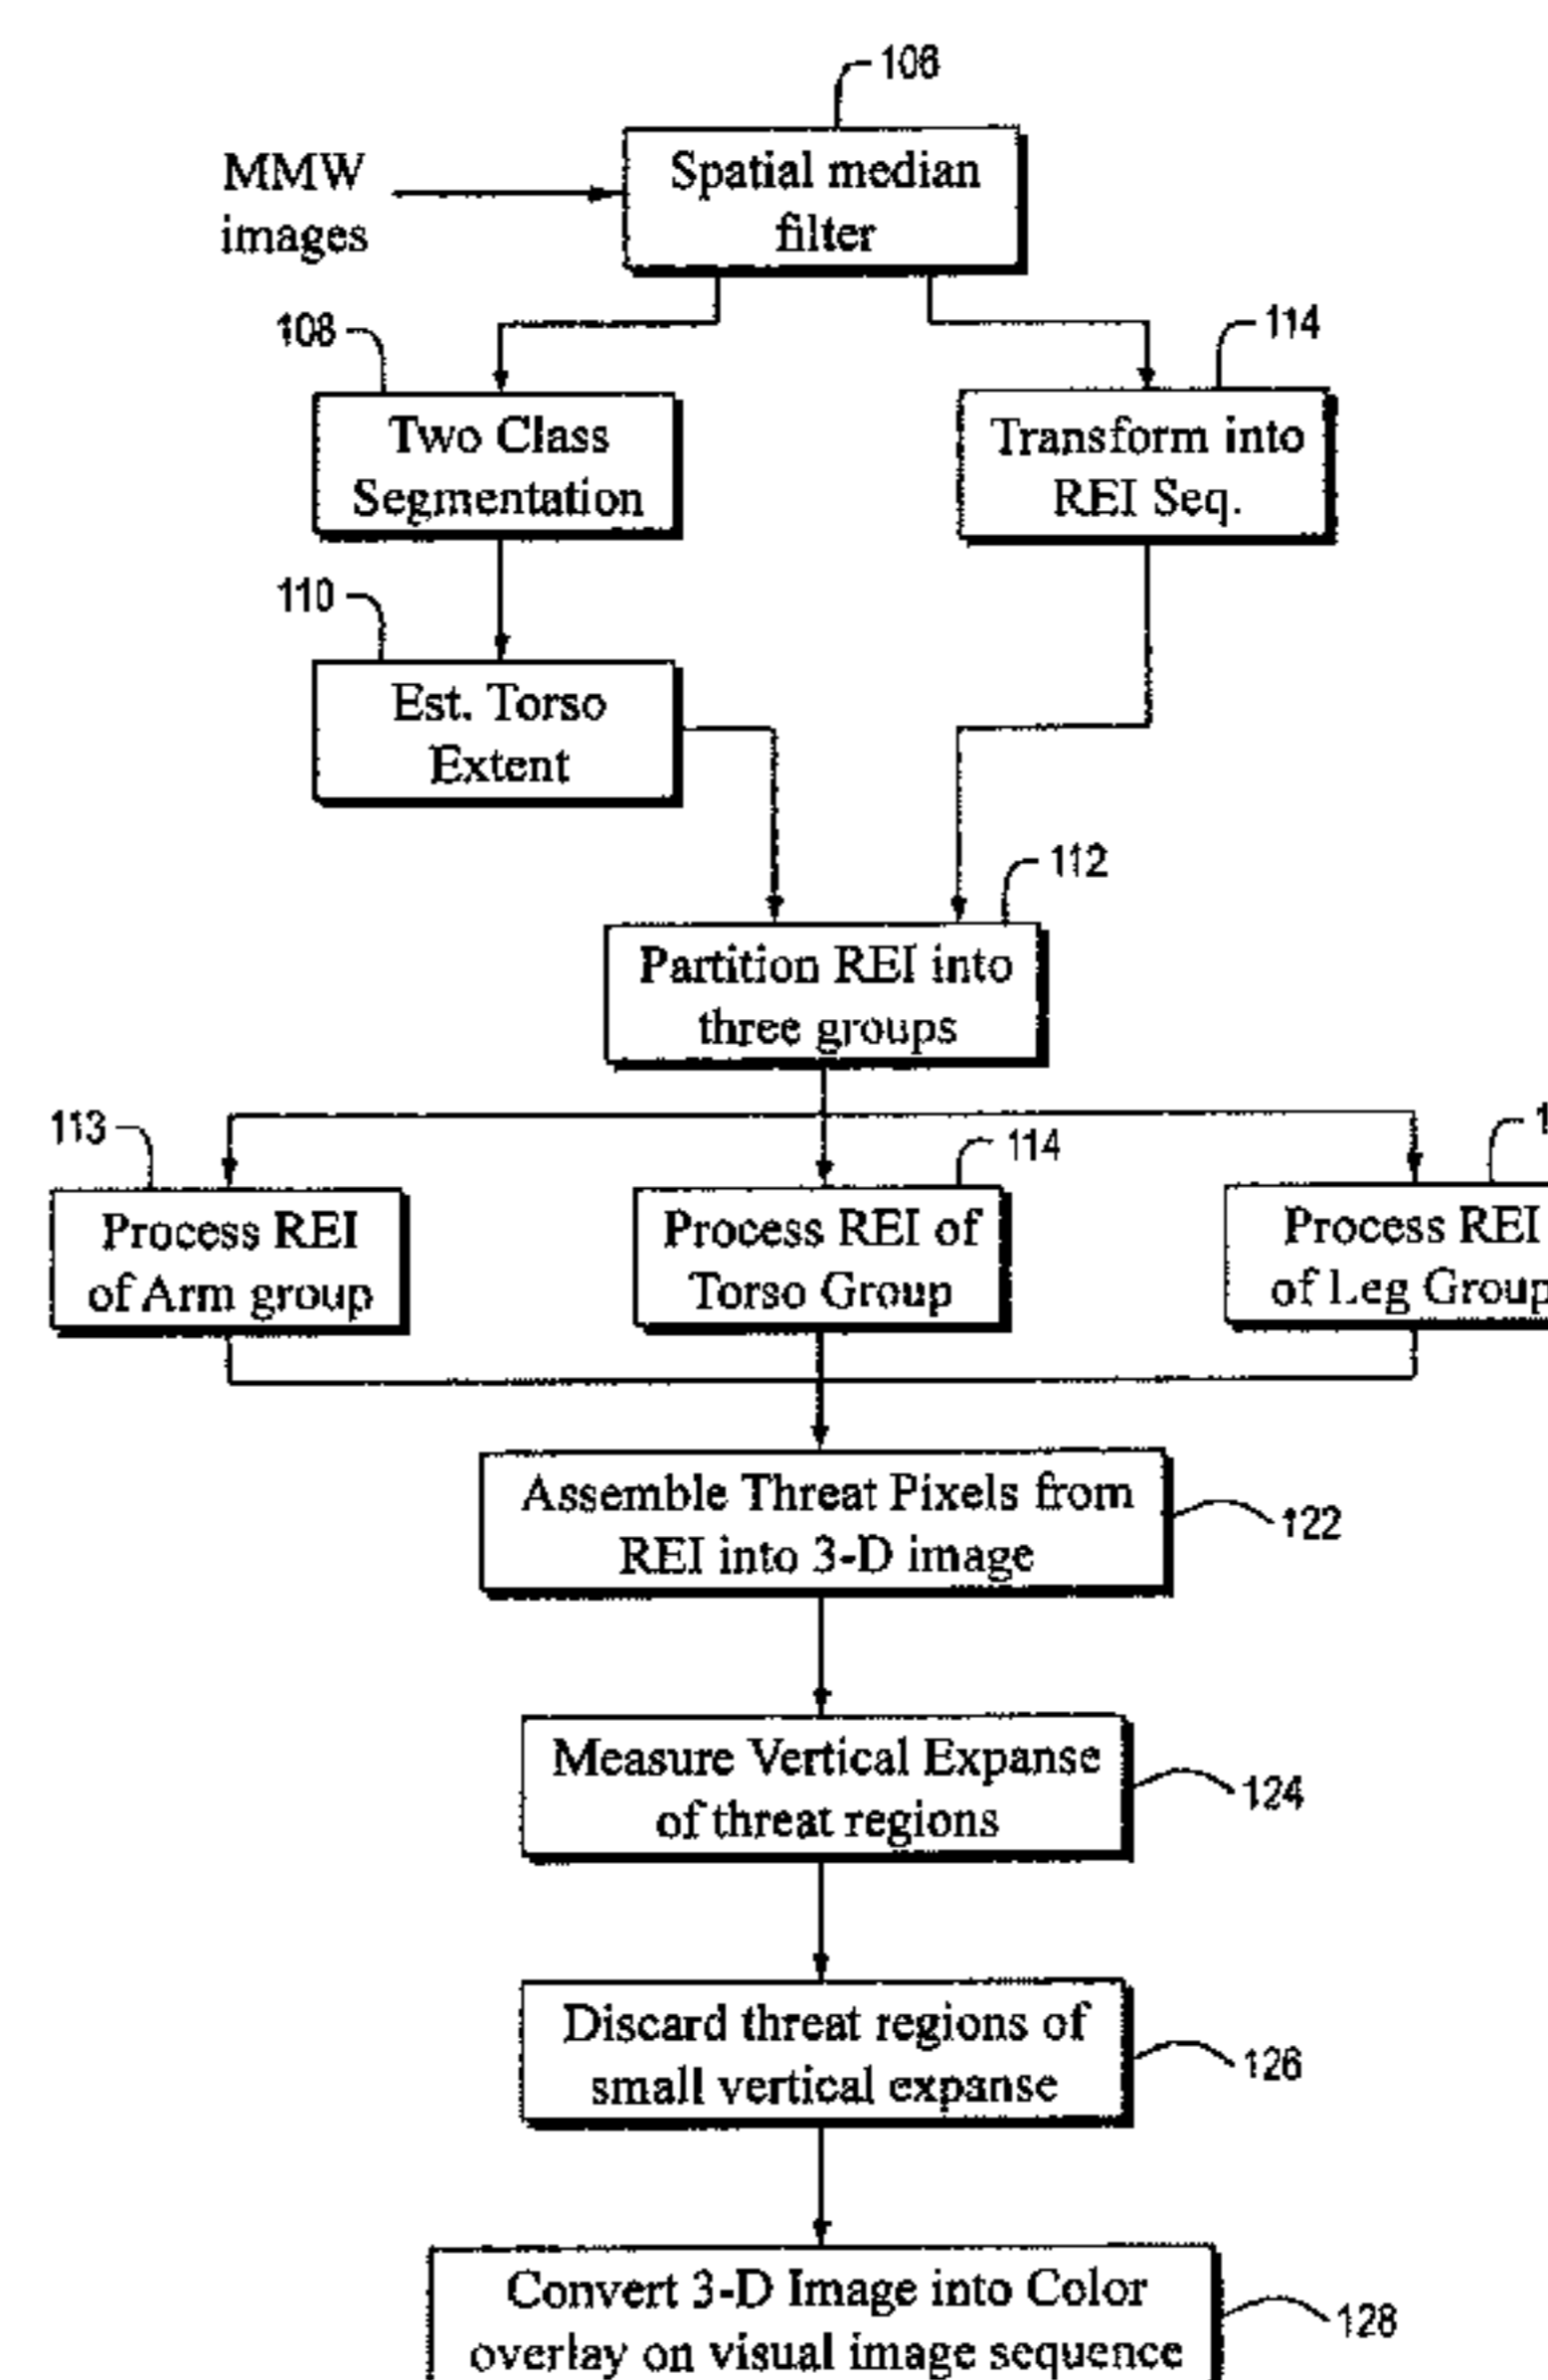 106
MMW
images
Spatial median
filter
108
114
Two Class
Segmentation
Transform into
REI Seq.
110
Est. Torso
Extent
112
Partition REI into
three groups
113
114
Process REI
of Arm group
Process REI of
Torso Group
Process REI
of Leg Group
Assemble Threat Pixels from
REI into 3-D image
122
Measure Vertical Expanse
of threat regions
124
Discard threat regions of
small vertical expanse
126
Convert 3-D Image into Color
overlay on visual image sequence
128